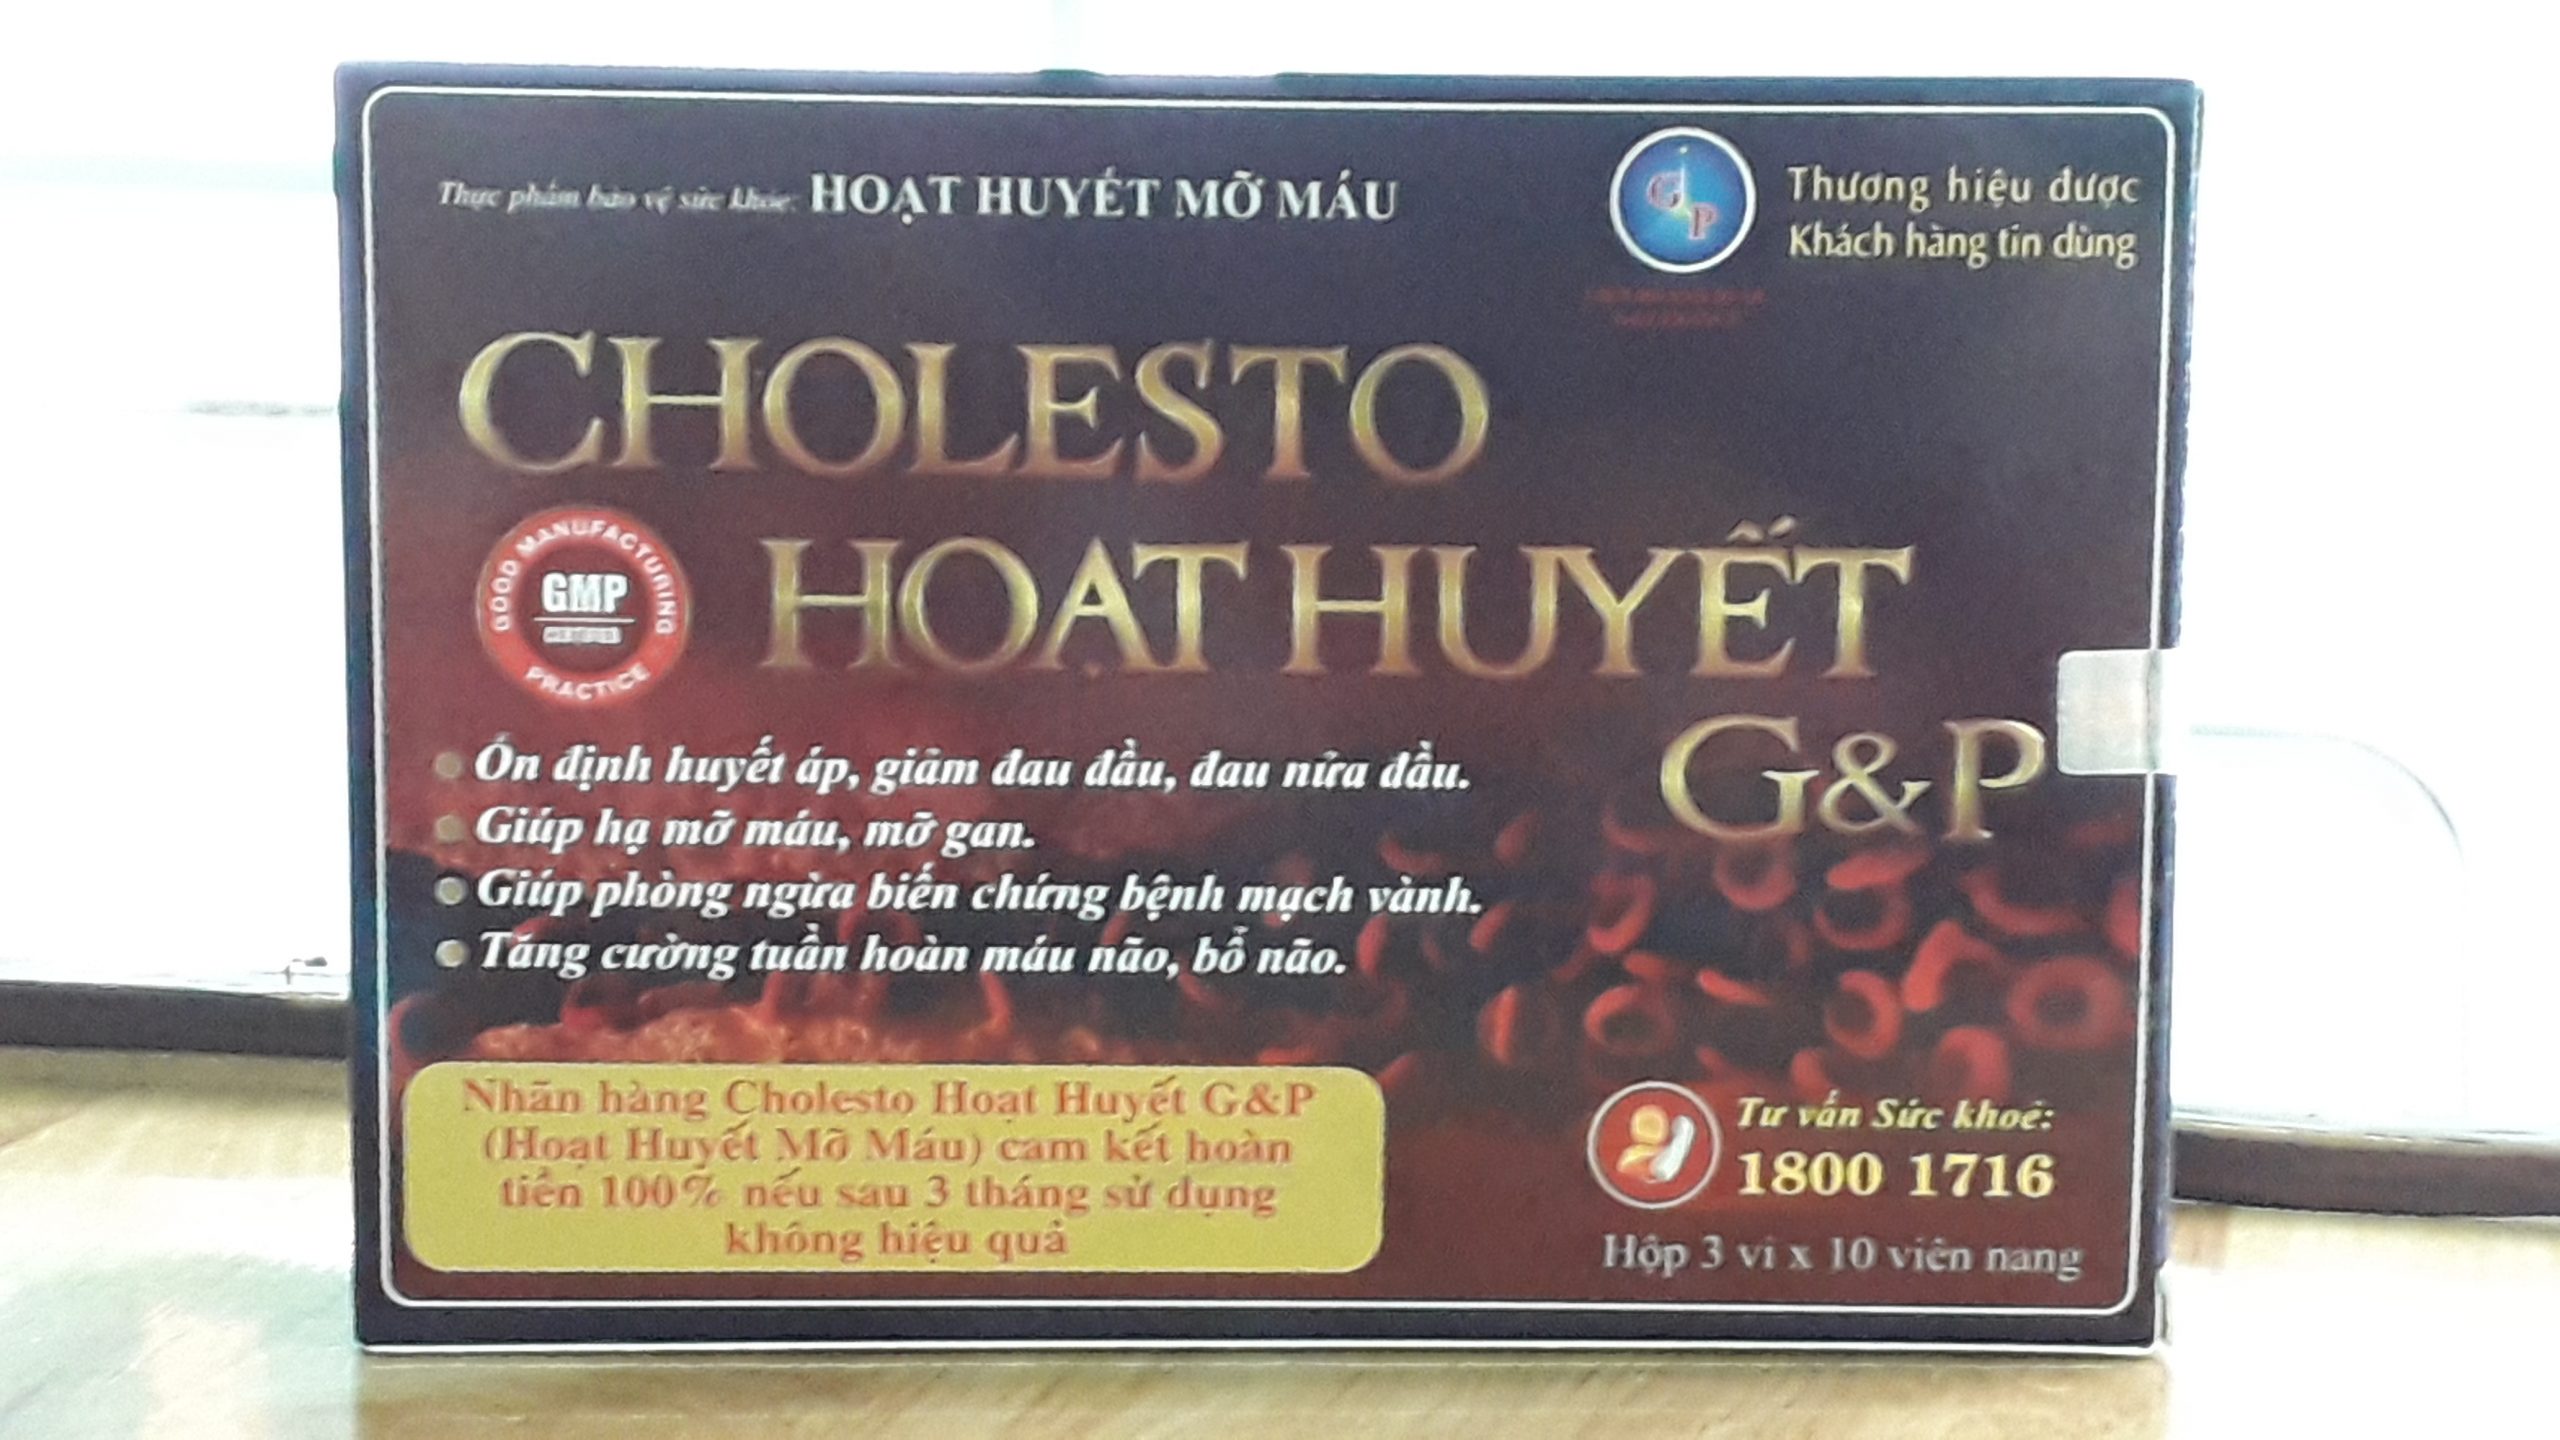 Thực phẩm bảo vệ sức khỏe: HOẠT HUYẾT MỠ MÁU
G P
Thương hiệu được
Khách hàng tin dùng
CHOLESTO
HOẠT HUYẾT
G&P
GOOD MANUFACTURING
GMP
PRACTICE
Ổn định huyết áp, giảm đau đầu, đau nửa đầu.
Giúp hạ mỡ máu, mỡ gan.
Giúp phòng ngừa biến chứng bệnh mạch vành.
Tăng cường tuần hoàn máu não, bổ não.
Nhãn hàng Cholesto Hoạt Huyết G&P
(Hoạt Huyết Mỡ Máu) cam kết hoàn
tiền 100% nếu sau 3 tháng sử dụng
không hiệu quả
Tư vấn Sức khoẻ:
1800 1716
Hộp 3 vỉ x 10 viên nang